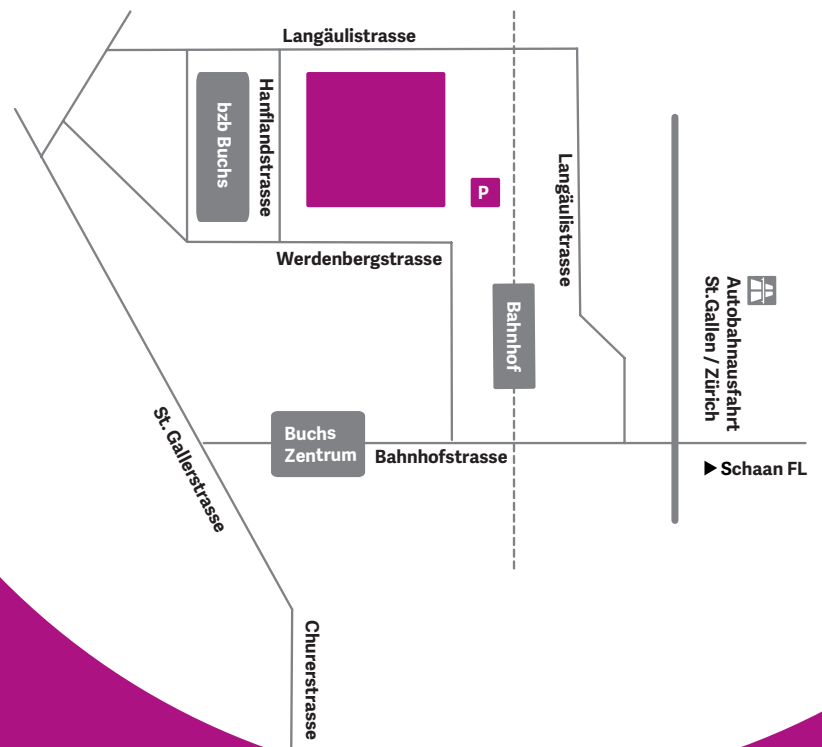 Langäulistrasse
bzb Buchs
Hanflandstrasse
P
Langäulistrasse
Werdenbergstrasse
Bahnhof
Autobahnausfahrt
St.Gallen / Zürich
St. Gallerstrasse
Buchs
Zentrum
Bahnhofstrasse
▶ Schaan FL
Churerstrasse